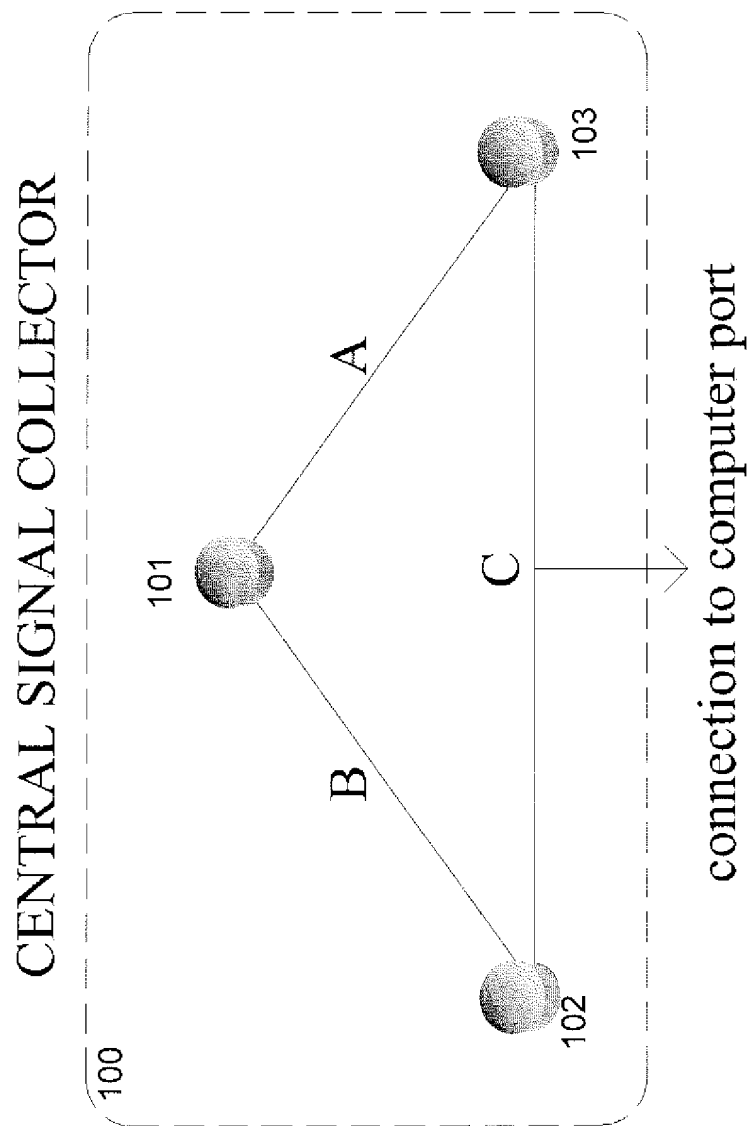 CENTRAL SIGNAL COLLECTOR
100
101
B
A
C
102
103
connection to computer port